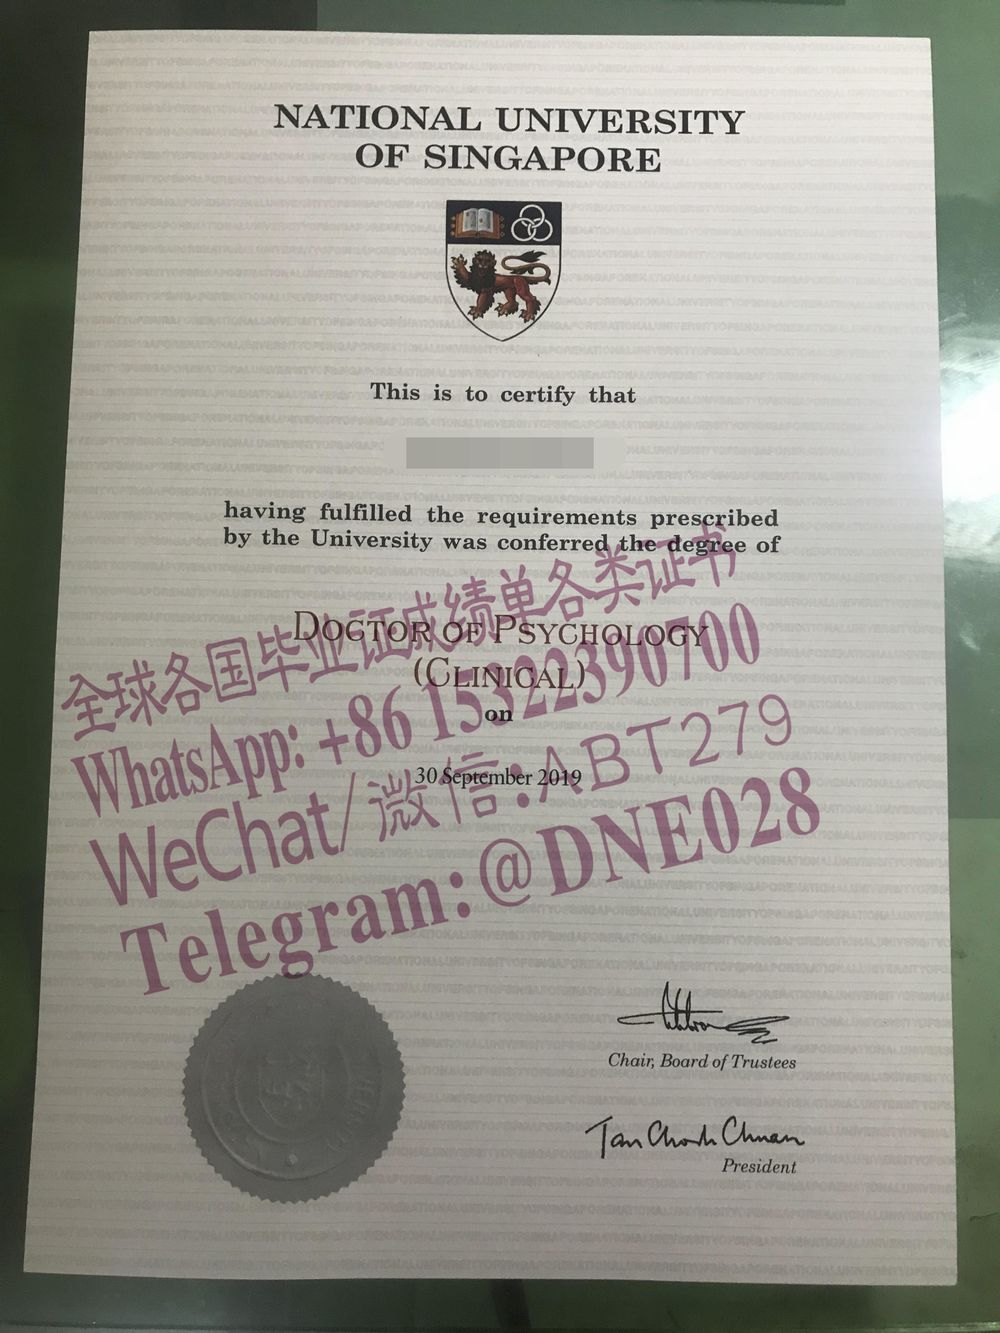 NATIONAL UNIVERSITY
OF SINGAPORE
This is to certify that
having fulfilled the requirements prescribed
by the University was conferred the degree of
DOCTOR OF PSYCHOLOGY
(CLINICAL)
on
30 September 2019
全球各国毕业证成绩单各类证书
WhatsApp: +86 15322390700
WeChat/微信:ABT279
Telegram:@DNE028
Chair, Board of Trustees
Tan Chorh Chuan
President